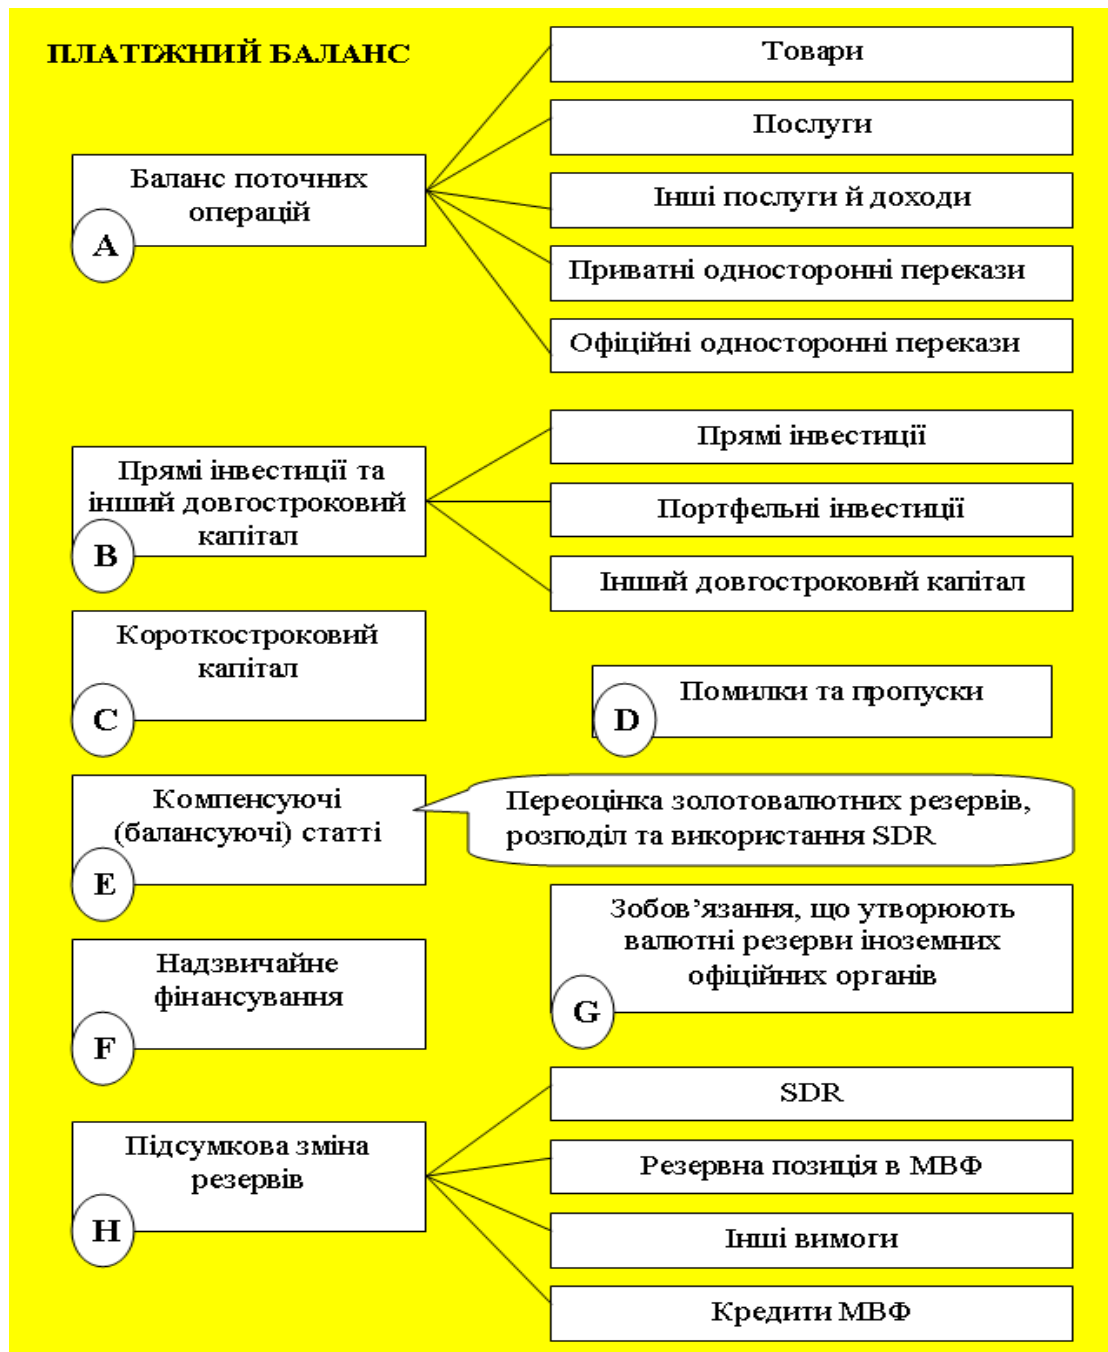 ПЛАТІЖНИЙ БАЛАНС
Баланс поточних
операцій
A
Товари
Послуги
Інші послуги й доходи
Приватні односторонні перекази
Офіційні односторонні перекази
Прямі інвестиції та
інший довгостроковий
капітал
B
Прямі інвестиції
Портфельні інвестиції
Інший довгостроковий капітал
Короткостроковий
капітал
C
Помилки та пропуски
D
Компенсуючі
(балансуючі) статті
E
Переоцінка золотовалютних резервів,
розподіл та використання SDR
Надзвичайне
фінансування
F
Зобов’язання, що утворюють
валютні резерви іноземних
офіційних органів
G
Підсумкова зміна
резервів
H
SDR
Резервна позиція в МВФ
Інші вимоги
Кредити МВФ